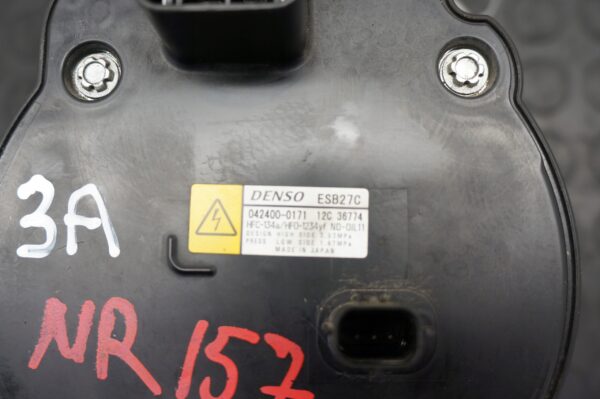 3A
DENSO ESB27C
042400-0171 12C 36774
HFC-134a/HFO-1234yf ND-OIL11
DESIGN HIGH SIDE 3.53MPa
PRESS LOW SIDE 1.67MPa
MADE IN JAPAN
NR 157